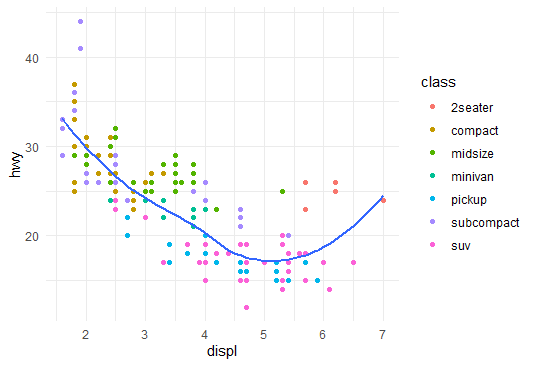 40
30
20
hwy
2
3
4
5
6
7
displ
class
2seater
compact
midsize
minivan
pickup
subcompact
suv